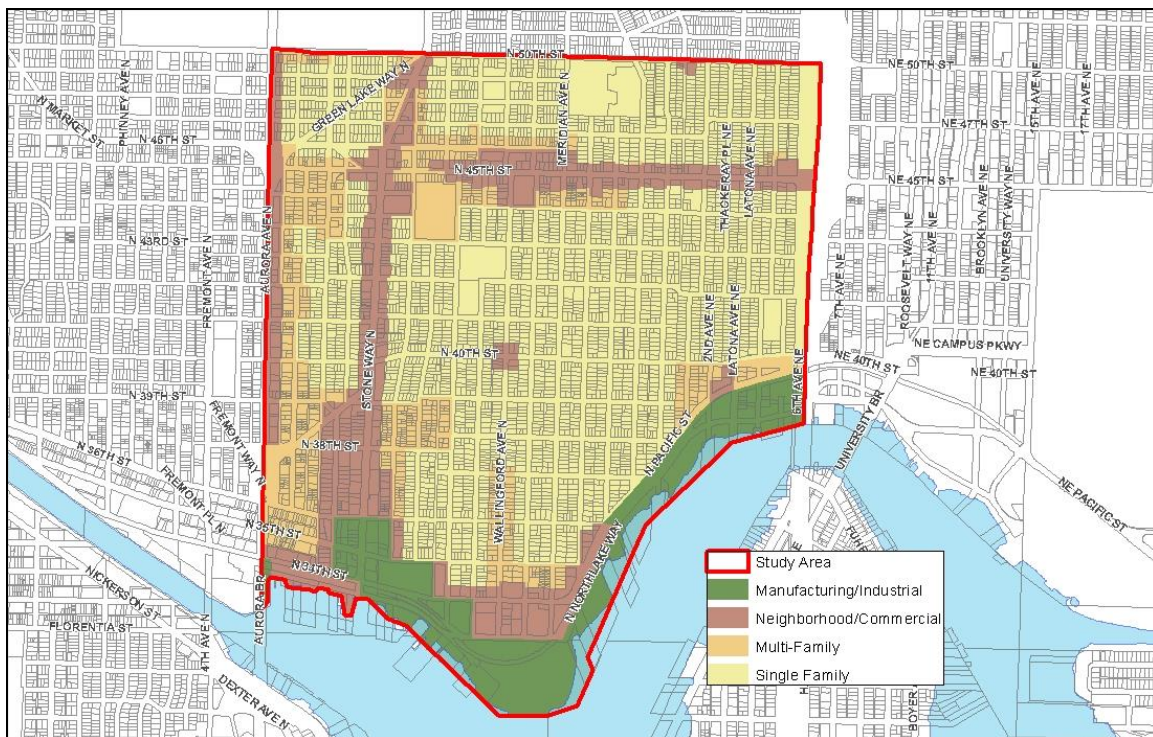 N 50TH ST
NE 50TH ST
GREEN LAKE WAY N
MERIDIAN AVE N
PHINNEY AVE N
N MARKET ST
N 46TH ST
NE 47TH ST
15TH AVE NE
17TH AVE NE
N 45TH ST
THACKERAY PL NE
LATONA AVE NE
NE 45TH ST
AURORA AVE N
N 43RD ST
FREMONT AVE N
7TH AVE NE
ROOSEVELT WAY NE
11TH AVE NE
BROOKLYN AVE NE
UNIVERSITY WAY NE
STONE WAY N
N 40TH ST
2ND AVE NE
LATONA AVE NE
NE CAMPUS PKWY
NE 40TH ST
NE 40TH ST
5TH AVE NE
N 39TH ST
FREMONT WAY N
N 38TH ST
N 36TH ST
FREMONT PL N
WALLINGFORD AVE N
N PACIFIC ST
UNIVERSITY BR
NE PACIFIC ST
N 35TH ST
N 34TH ST
N NORTHLAKE WAY
NICKERSON ST
FLORENTIA ST
4TH AVE N
AURORA BR
DEXTER AVE N
FUHR
E
H
BOYER A
Study Area
Manufacturing/Industrial
Neighborhood/Commercial
Multi-Family
Single Family